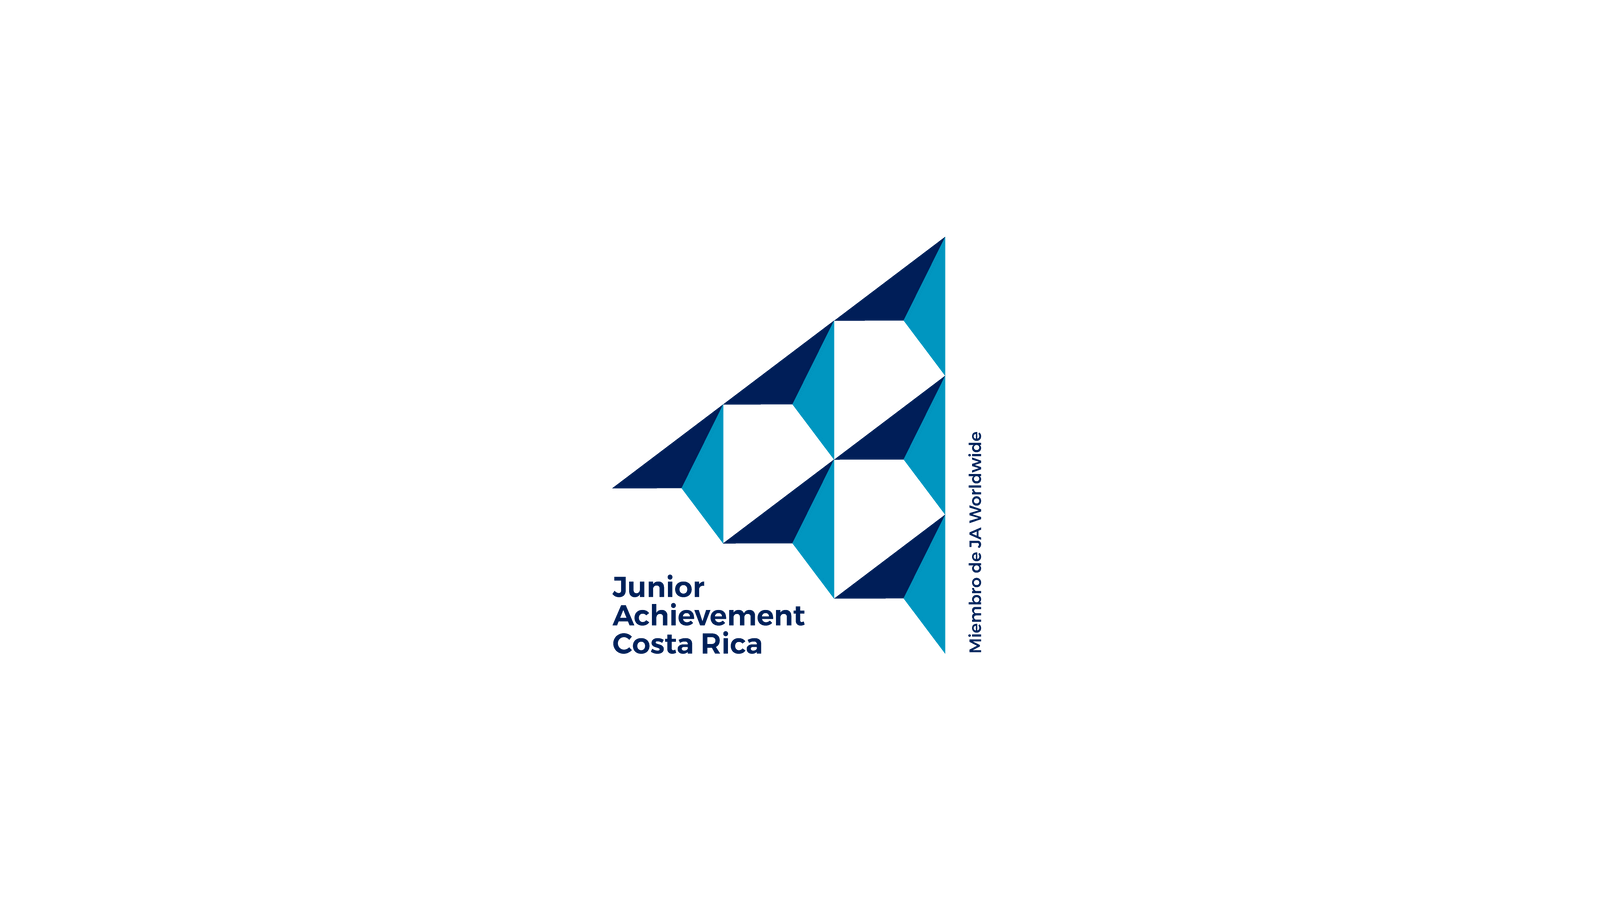 Junior
Achievement
Costa Rica
Miembro de JA Worldwide